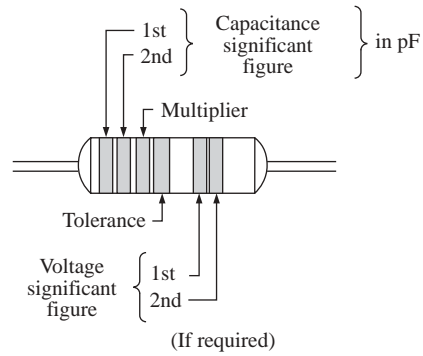 1st
2nd
Capacitance
significant
figure
in pF
Multiplier
Tolerance
Voltage
significant
figure
1st
2nd
(If required)